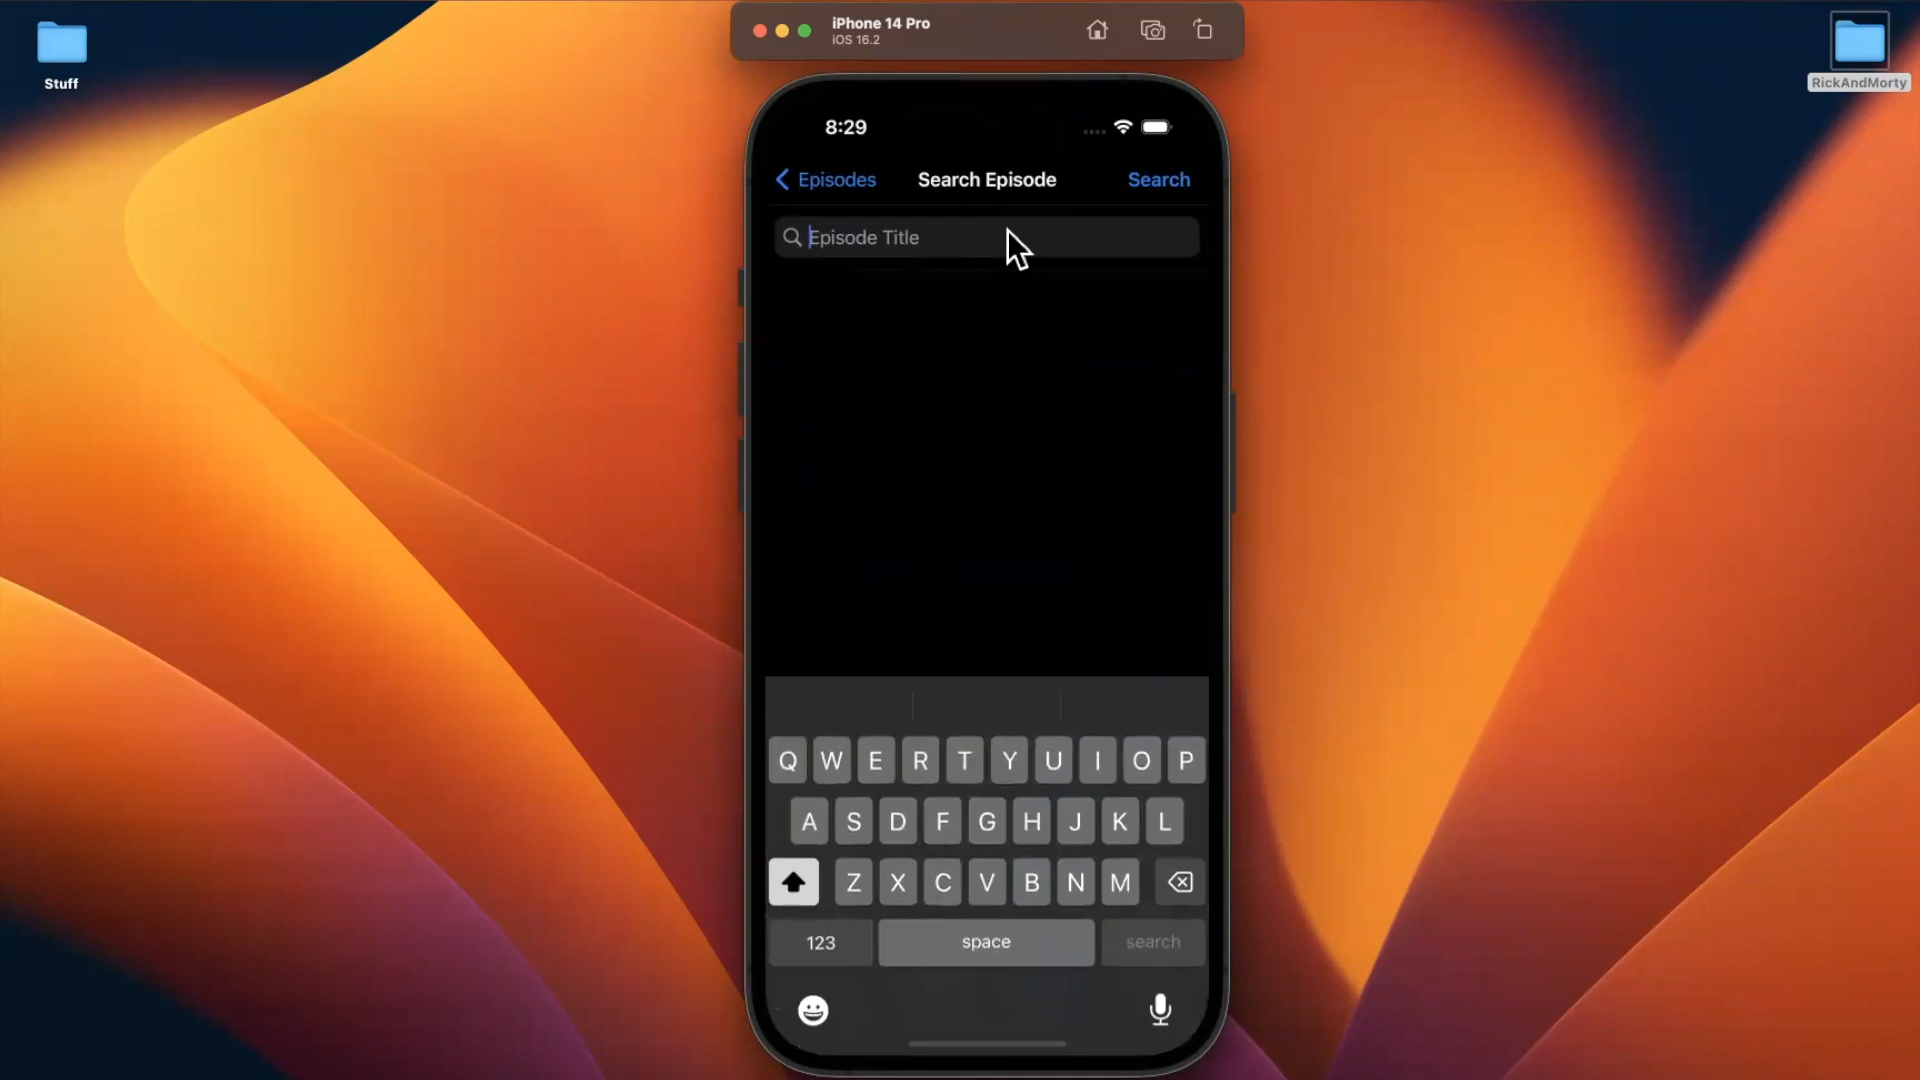 Stuff
iPhone 14 Pro
iOS 16.2
RickAndMorty
8:29
Episodes
Search Episode
Search
Episode Title
Q W E R T Y U I O P
A S D F G H J K L
Z X C V B N M
123
space
search